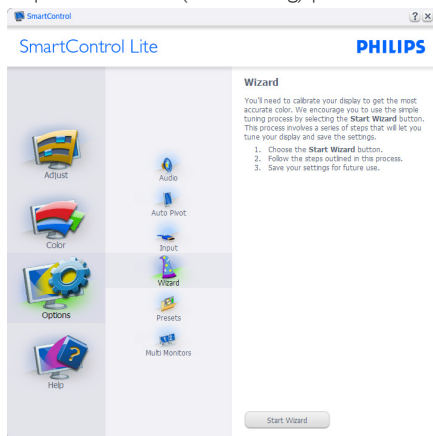 SmartControl
? x
SmartControl Lite
PHILIPS
Adjust
Color
Options
Help
Audio
Auto Pivot
Input
Wizard
Presets
Multi Monitors
Wizard
You'll need to calibrate your display to get the most
accurate color. We encourage you to use the simple
tuning process by selecting the Start Wizard button.
This process involves a series of steps that will let you
tune your display and save the settings.
1. Choose the Start Wizard button.
2. Follow the steps outlined in this process.
3. Save your settings for future use.
Start Wizard